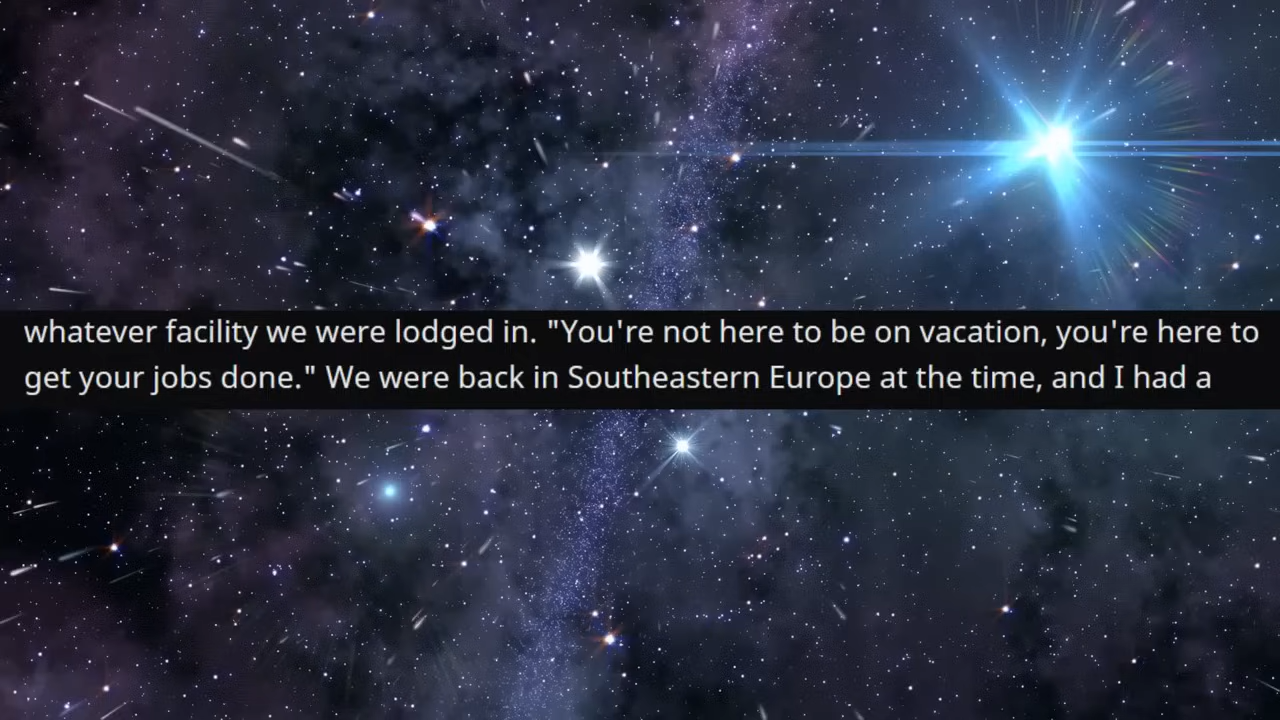 whatever facility we were lodged in. "You're not here to be on vacation, you're here to
get your jobs done." We were back in Southeastern Europe at the time, and I had a